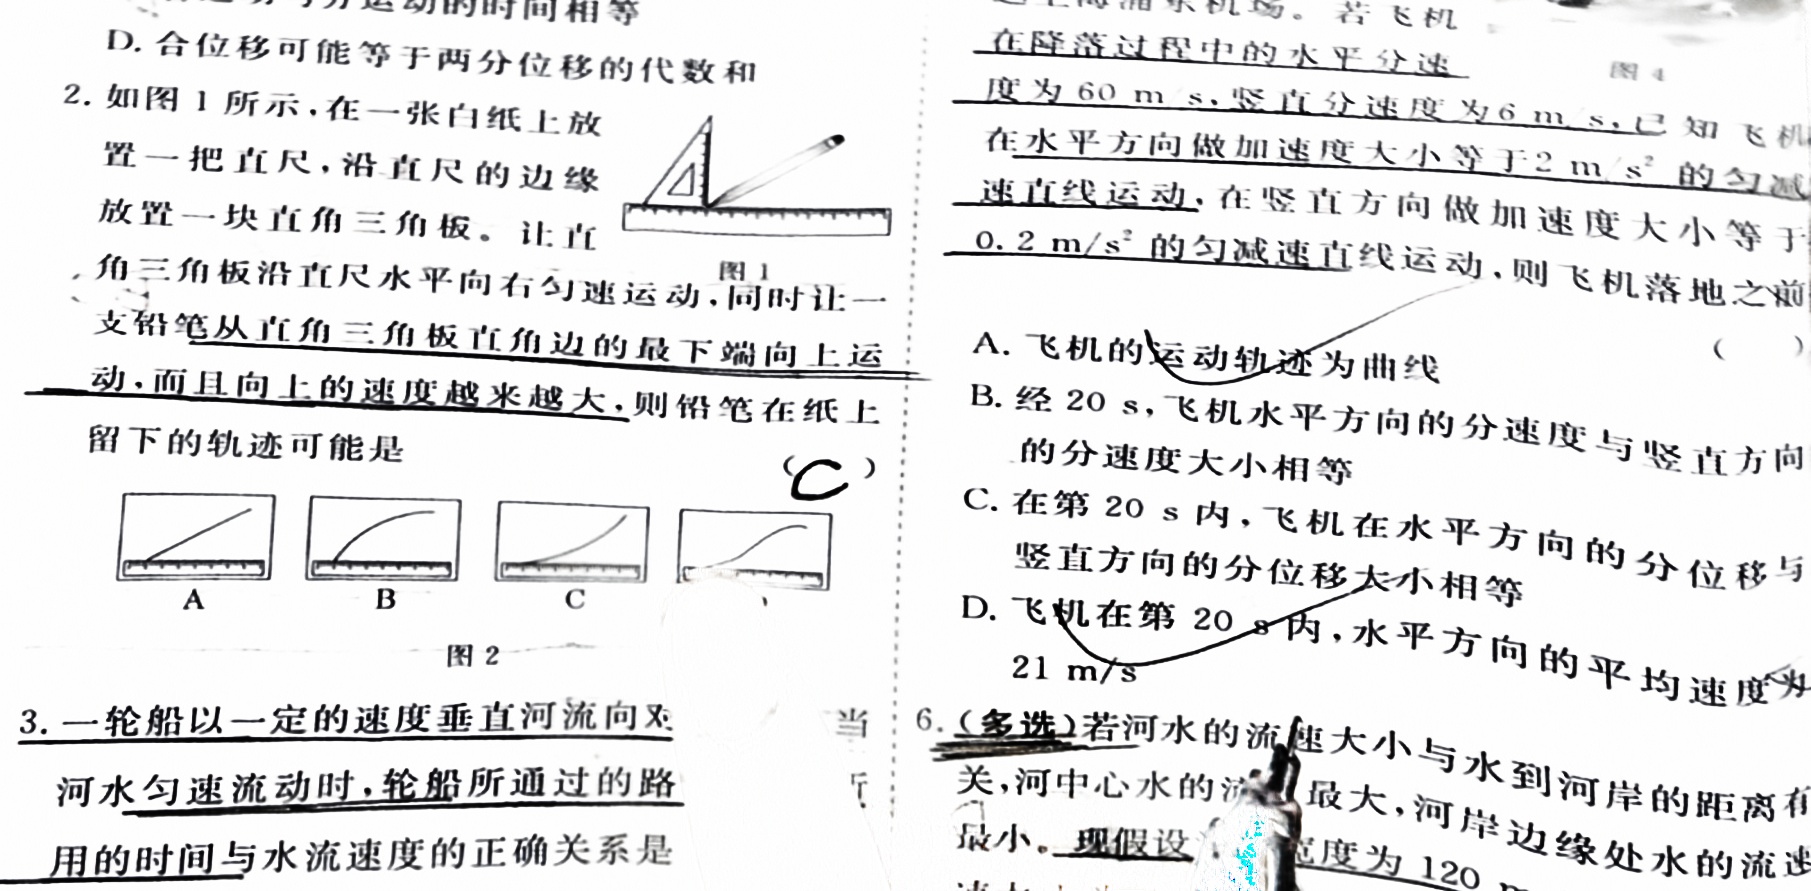 运动的时间相等
D. 合位移可能等于两分位移的代数和
2. 如图 1 所示,在一张白纸上放
置一把直尺,沿直尺的边缘
放置一块直角三角板。让直
角三角板沿直尺水平向右匀速运动,同时让一
支铅笔从直角三角板直角边的最下端向上运
动,而且向上的速度越来越大,则铅笔在纸上
留下的轨迹可能是
( C )
图 1
A B C
图 2
3. 一轮船以一定的速度垂直河流向对 当
河水匀速流动时,轮船所通过的路
用的时间与水流速度的正确关系是
若飞机
在降落过程中的水平分速
图 4
度为 60 m s,竖直分速度为6 m s,已知飞机
在水平方向做加速度大小等于2 m s² 的匀减
速直线运动,在竖直方向做加速度大小等于
0.2 m/s² 的匀减速直线运动,则飞机落地之前
( )
A. 飞机的运动轨迹为曲线
B. 经 20 s,飞机水平方向的分速度与竖直方向
的分速度大小相等
C. 在第 20 s 内,飞机在水平方向的分位移与
竖直方向的分位移大小相等
D. 飞机在第 20 s 内,水平方向的平均速度为
21 m/s
6. (多选)若河水的流速大小与水到河岸的距离有
关,河中心水的流 最大,河岸边缘处水的流速
最小。现假设 宽度为 120